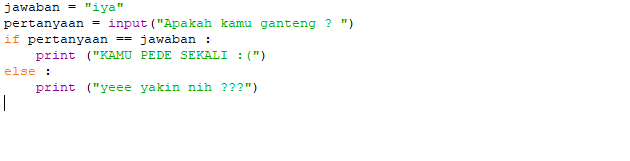 jawaban = "iya"
pertanyaan = input("Apakah kamu ganteng ? ")
if pertanyaan == jawaban :
    print ("KAMU PEDE SEKALI :(")
else :
    print ("yeee yakin nih ???")